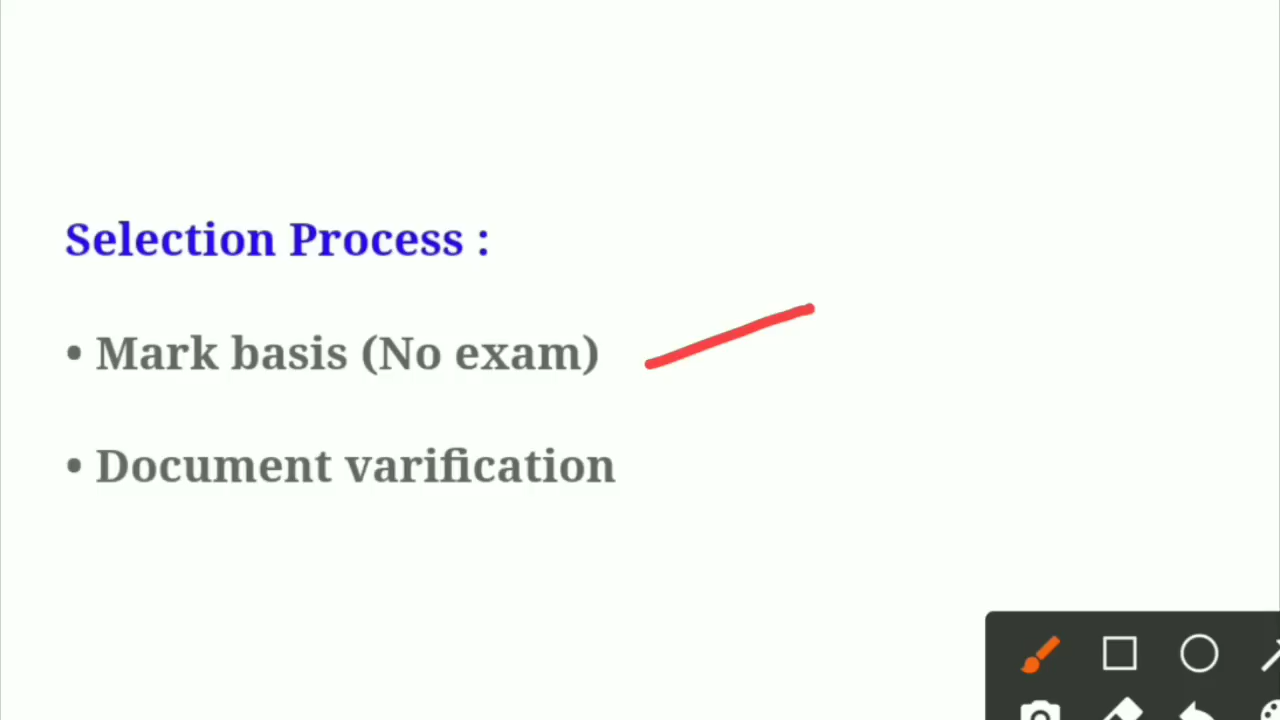 Selection Process :
• Mark basis (No exam)
• Document varification